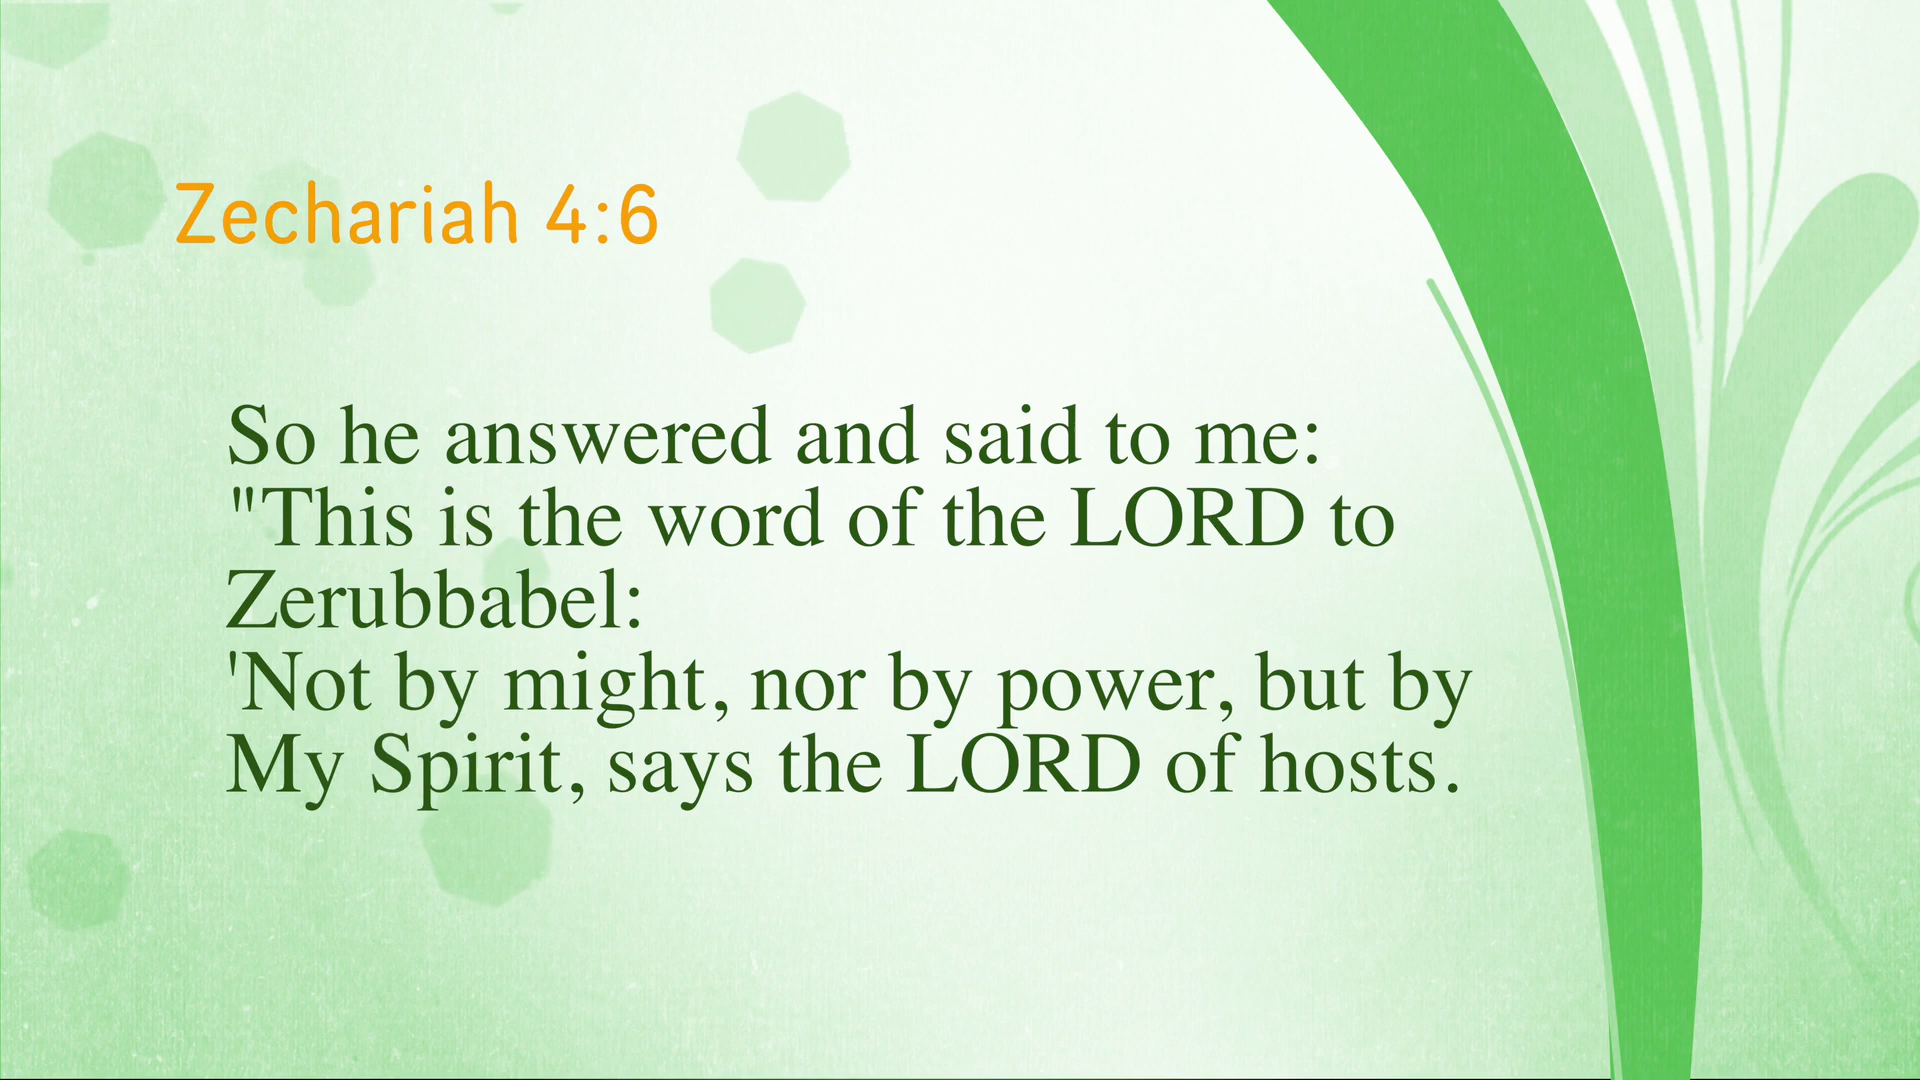 Zechariah 4:6
So he answered and said to me:
"This is the word of the LORD to
Zerubbabel:
'Not by might, nor by power, but by
My Spirit, says the LORD of hosts.